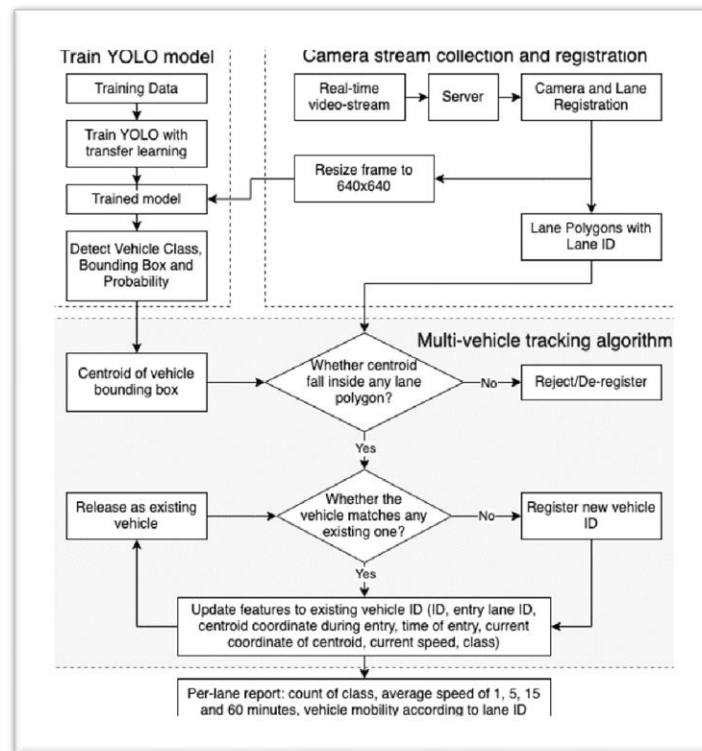 Train YOLO model
Training Data
Train YOLO with
transfer learning
Trained model
Detect Vehicle Class,
Bounding Box and
Probability
Camera stream collection and registration
Real-time
video-stream
Server
Camera and Lane
Registration
Resize frame to
640x640
Lane Polygons with
Lane ID
Multi-vehicle tracking algorithm
Centroid of vehicle
bounding box
Whether centroid
fall inside any lane
polygon?
No
Reject/De-register
Yes
Release as existing
vehicle
Whether the
vehicle matches any
existing one?
No
Register new vehicle
ID
Yes
Update features to existing vehicle ID (ID, entry lane ID,
centroid coordinate during entry, time of entry, current
coordinate of centroid, current speed, class)
Per-lane report: count of class, average speed of 1, 5, 15
and 60 minutes, vehicle mobility according to lane ID